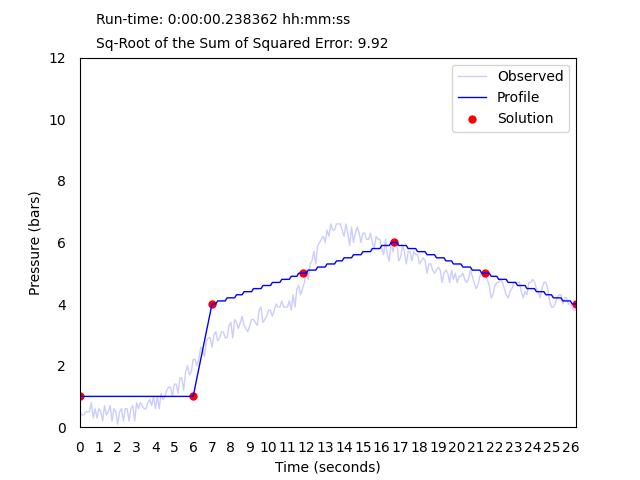 Run-time: 0:00:00.238362 hh:mm:ss
Sq-Root of the Sum of Squared Error: 9.92
12
10
8
6
4
2
0
Pressure (bars)
Observed
Profile
Solution
0 1 2 3 4 5 6 7 8 9 10 11 12 13 14 15 16 17 18 19 20 21 22 23 24 25 26
Time (seconds)